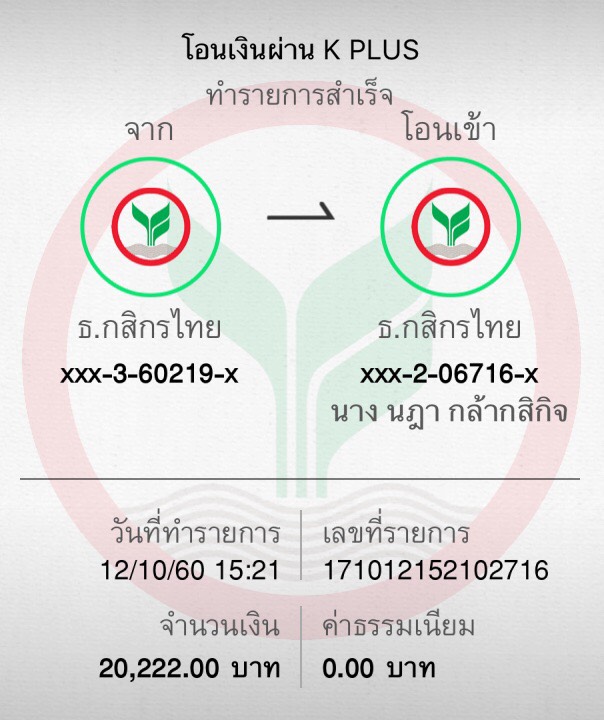 โอนเงินผ่าน K PLUS
ทำรายการสำเร็จ
จาก
โอนเข้า
ธ.กสิกรไทย
ธ.กสิกรไทย
xxx-3-60219-x
xxx-2-06716-x
นาง นฎา กล้ากสิกิจ
วันที่ทำรายการ
เลขที่รายการ
12/10/60 15:21
171012152102716
จำนวนเงิน
ค่าธรรมเนียม
20,222.00 บาท
0.00 บาท